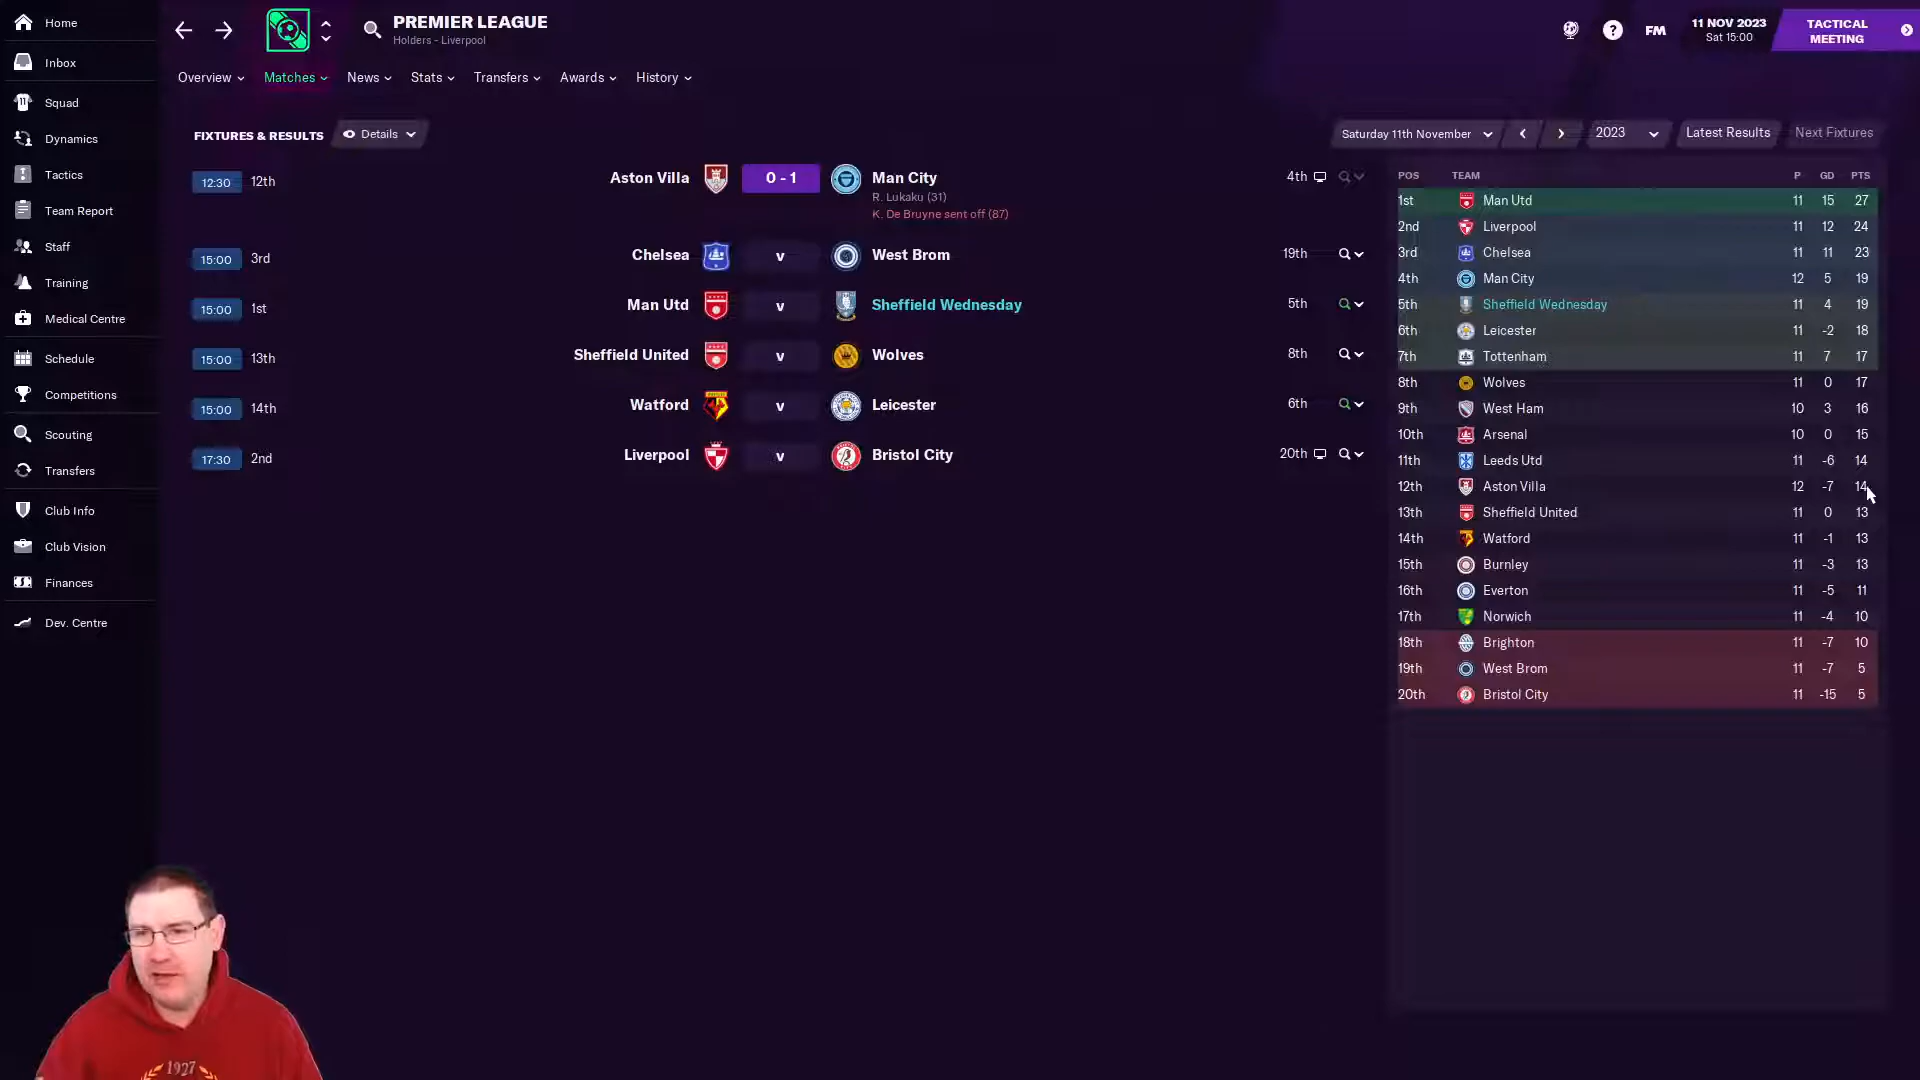 Home
Inbox
Squad
Dynamics
Tactics
Team Report
Staff
Training
Medical Centre
Schedule
Competitions
Scouting
Transfers
Club Info
Club Vision
Finances
Dev. Centre
PREMIER LEAGUE
Holders - Liverpool
FM
11 NOV 2023
Sat 15:00
TACTICAL
MEETING
Overview Matches News Stats Transfers Awards History
FIXTURES & RESULTS Details
Saturday 11th November 2023 Latest Results Next Fixtures
12:30 12th Aston Villa 0 - 1 Man City 4th
R. Lukaku (31)
K. De Bruyne sent off (87)
15:00 3rd Chelsea v West Brom 19th
15:00 1st Man Utd v Sheffield Wednesday 5th
15:00 13th Sheffield United v Wolves 8th
15:00 14th Watford v Leicester 6th
17:30 2nd Liverpool v Bristol City 20th
POS TEAM P GD PTS
1st Man Utd 11 15 27
2nd Liverpool 11 12 24
3rd Chelsea 11 11 23
4th Man City 12 5 19
5th Sheffield Wednesday 11 4 19
6th Leicester 11 -2 18
7th Tottenham 11 7 17
8th Wolves 11 0 17
9th West Ham 10 3 16
10th Arsenal 10 0 15
11th Leeds Utd 11 -6 14
12th Aston Villa 12 -7 14
13th Sheffield United 11 0 13
14th Watford 11 -1 13
15th Burnley 11 -3 13
16th Everton 11 -5 11
17th Norwich 11 -4 10
18th Brighton 11 -7 10
19th West Brom 11 -7 5
20th Bristol City 11 -15 5
1927